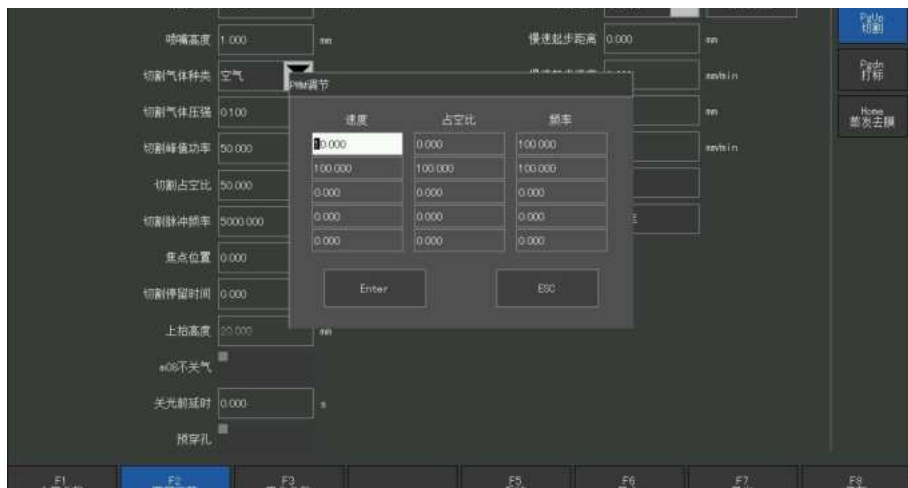 PgUp
切割
喷嘴高度 1.000 mm 慢速起步距离 0.000 mm
Pgdn
打标
切割气体种类 空气 mm/min
PWM调节
Home
蒸发去膜
切割气体压强 0.100 mm
速度 占空比 频率
切割峰值功率 50.000 10.000 0.000 100.000 mm/min
100.000 100.000 100.000
切割占空比 50.000 0.000 0.000 0.000
切割脉冲频率 5000.000 0.000 0.000 0.000
0.000 0.000 0.000
焦点位置 0.000
切割停留时间 0.000 Enter ESC
上抬高度 20.000 mm
m08不关气
关光前延时 0.000 s
预穿孔
F1 F2 F3 F5 F6 F7 F8